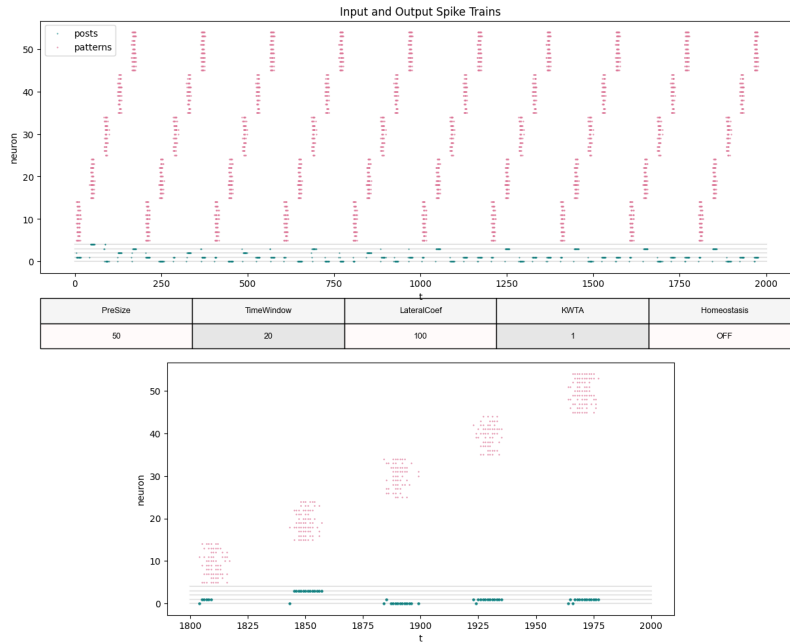 Input and Output Spike Trains
posts
patterns
neuron
50
40
30
20
10
0
0 250 500 750 1000 1250 1500 1750 2000
t
PreSize TimeWindow LateralCoef KWTA Homeostasis
50 20 100 1 OFF
neuron
50
40
30
20
10
0
1800 1825 1850 1875 1900 1925 1950 1975 2000
t